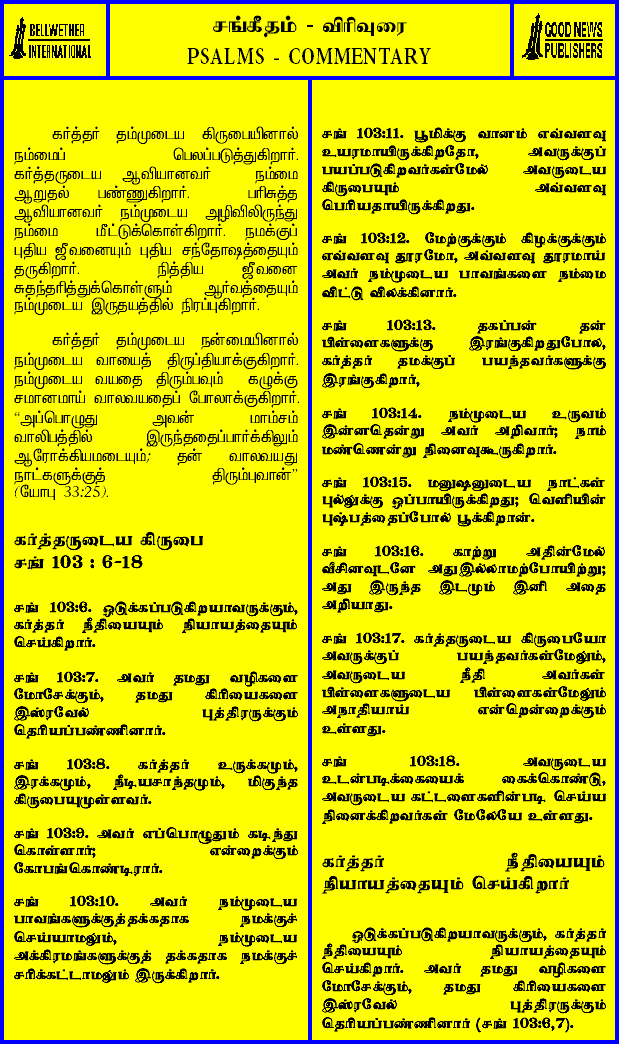 BELLWETHER
INTERNATIONAL
சங்கீதம் - விரிவுரை
PSALMS - COMMENTARY
GOOD NEWS
PUBLISHERS
கர்த்தர் தம்முடைய கிருபையினால்
நம்மைப் பெலப்படுத்துகிறார்.
கர்த்தருடைய ஆவியானவர் நம்மை
ஆறுதல் பண்ணுகிறார். பரிசுத்த
ஆவியானவர் நம்முடைய அழிவிலிருந்து
நம்மை மீட்டுக்கொள்கிறார். நமக்குப்
புதிய ஜீவனையும் புதிய சந்தோஷத்தையும்
தருகிறார். நித்திய ஜீவனை
சுதந்தரித்துக்கொள்ளும் ஆர்வத்தையும்
நம்முடைய இருதயத்தில் நிரப்புகிறார்.
கர்த்தர் தம்முடைய நன்மையினால்
நம்முடைய வாயைத் திருப்தியாக்குகிறார்.
நம்முடைய வயதை திரும்பவும் கழுக்கு
சமானமாய் வாலவயதைப் போலாக்குகிறார்.
“அப்பொழுது அவன் மாம்சம்
வாலிபத்தில் இருந்ததைப்பார்க்கிலும்
ஆரோக்கியமடையும்; தன் வாலவயது
நாட்களுக்குத் திரும்புவான்”
(யோபு 33:25).
கர்த்தருடைய கிருபை
சங் 103 : 6-18
சங் 103:6. ஒடுக்கப்படுகிறயாவருக்கும்,
கர்த்தர் நீதியையும் நியாயத்தையும்
செய்கிறார்.
சங் 103:7. அவர் தமது வழிகளை
மோசேக்கும், தமது கிரியைகளை
இஸ்ரவேல் புத்திரருக்கும்
தெரியப்பண்ணினார்.
சங் 103:8. கர்த்தர் உருக்கமும்,
இரக்கமும், நீடியசாந்தமும், மிகுந்த
கிருபையுமுள்ளவர்.
சங் 103:9. அவர் எப்பொழுதும் கடிந்து
கொள்ளார்; என்றைக்கும்
கோபங்கொண்டிரார்.
சங் 103:10. அவர் நம்முடைய
பாவங்களுக்குத்தக்கதாக நமக்குச்
செய்யாமலும், நம்முடைய
அக்கிரமங்களுக்குத் தக்கதாக நமக்குச்
சரிக்கட்டாமலும் இருக்கிறார்.
சங் 103:11. பூமிக்கு வானம் எவ்வளவு
உயரமாயிருக்கிறதோ, அவருக்குப்
பயப்படுகிறவர்கள்மேல் அவருடைய
கிருபையும் அவ்வளவு
பெரியதாயிருக்கிறது.
சங் 103:12. மேற்குக்கும் கிழக்குக்கும்
எவ்வளவு தூரமோ, அவ்வளவு தூரமாய்
அவர் நம்முடைய பாவங்களை நம்மை
விட்டு விலக்கினார்.
சங் 103:13. தகப்பன் தன்
பிள்ளைகளுக்கு இரங்குகிறதுபோல,
கர்த்தர் தமக்குப் பயந்தவர்களுக்கு
இரங்குகிறார்,
சங் 103:14. நம்முடைய உருவம்
இன்னதென்று அவர் அறிவார்; நாம்
மண்ணென்று நினைவுகூருகிறார்.
சங் 103:15. மனுஷனுடைய நாட்கள்
புல்லுக்கு ஒப்பாயிருக்கிறது; வெளியின்
புஷ்பத்தைப்போல் பூக்கிறான்.
சங் 103:16. காற்று அதின்மேல்
வீசினவுடனே அதுஇல்லாமற்போயிற்று;
அது இருந்த இடமும் இனி அதை
அறியாது.
சங் 103:17. கர்த்தருடைய கிருபையோ
அவருக்குப் பயந்தவர்கள்மேலும்,
அவருடைய நீதி அவர்கள்
பிள்ளைகளுடைய பிள்ளைகள்மேலும்
அநாதியாய் என்றென்றைக்கும்
உள்ளது.
சங் 103:18. அவருடைய
உடன்படிக்கையைக் கைக்கொண்டு,
அவருடைய கட்டளைகளின்படி செய்ய
நினைக்கிறவர்கள் மேலேயே உள்ளது.
கர்த்தர் நீதியையும்
நியாயத்தையும் செய்கிறார்
ஒடுக்கப்படுகிறயாவருக்கும், கர்த்தர்
நீதியையும் நியாயத்தையும்
செய்கிறார். அவர் தமது வழிகளை
மோசேக்கும், தமது கிரியைகளை
இஸ்ரவேல் புத்திரருக்கும்
தெரியப்பண்ணினார் (சங் 103:6,7).